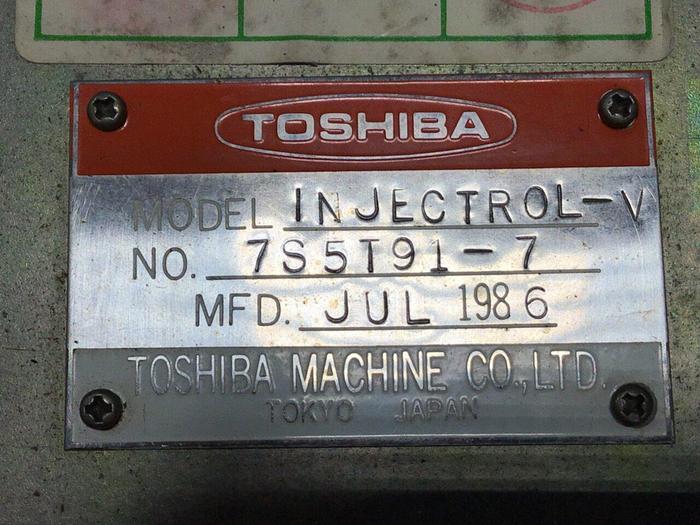 TOSHIBA
MODEL INJECTROL-V
NO. 7S5T91-7
MFD. JUL 1986
TOSHIBA MACHINE CO., LTD.
TOKYO JAPAN